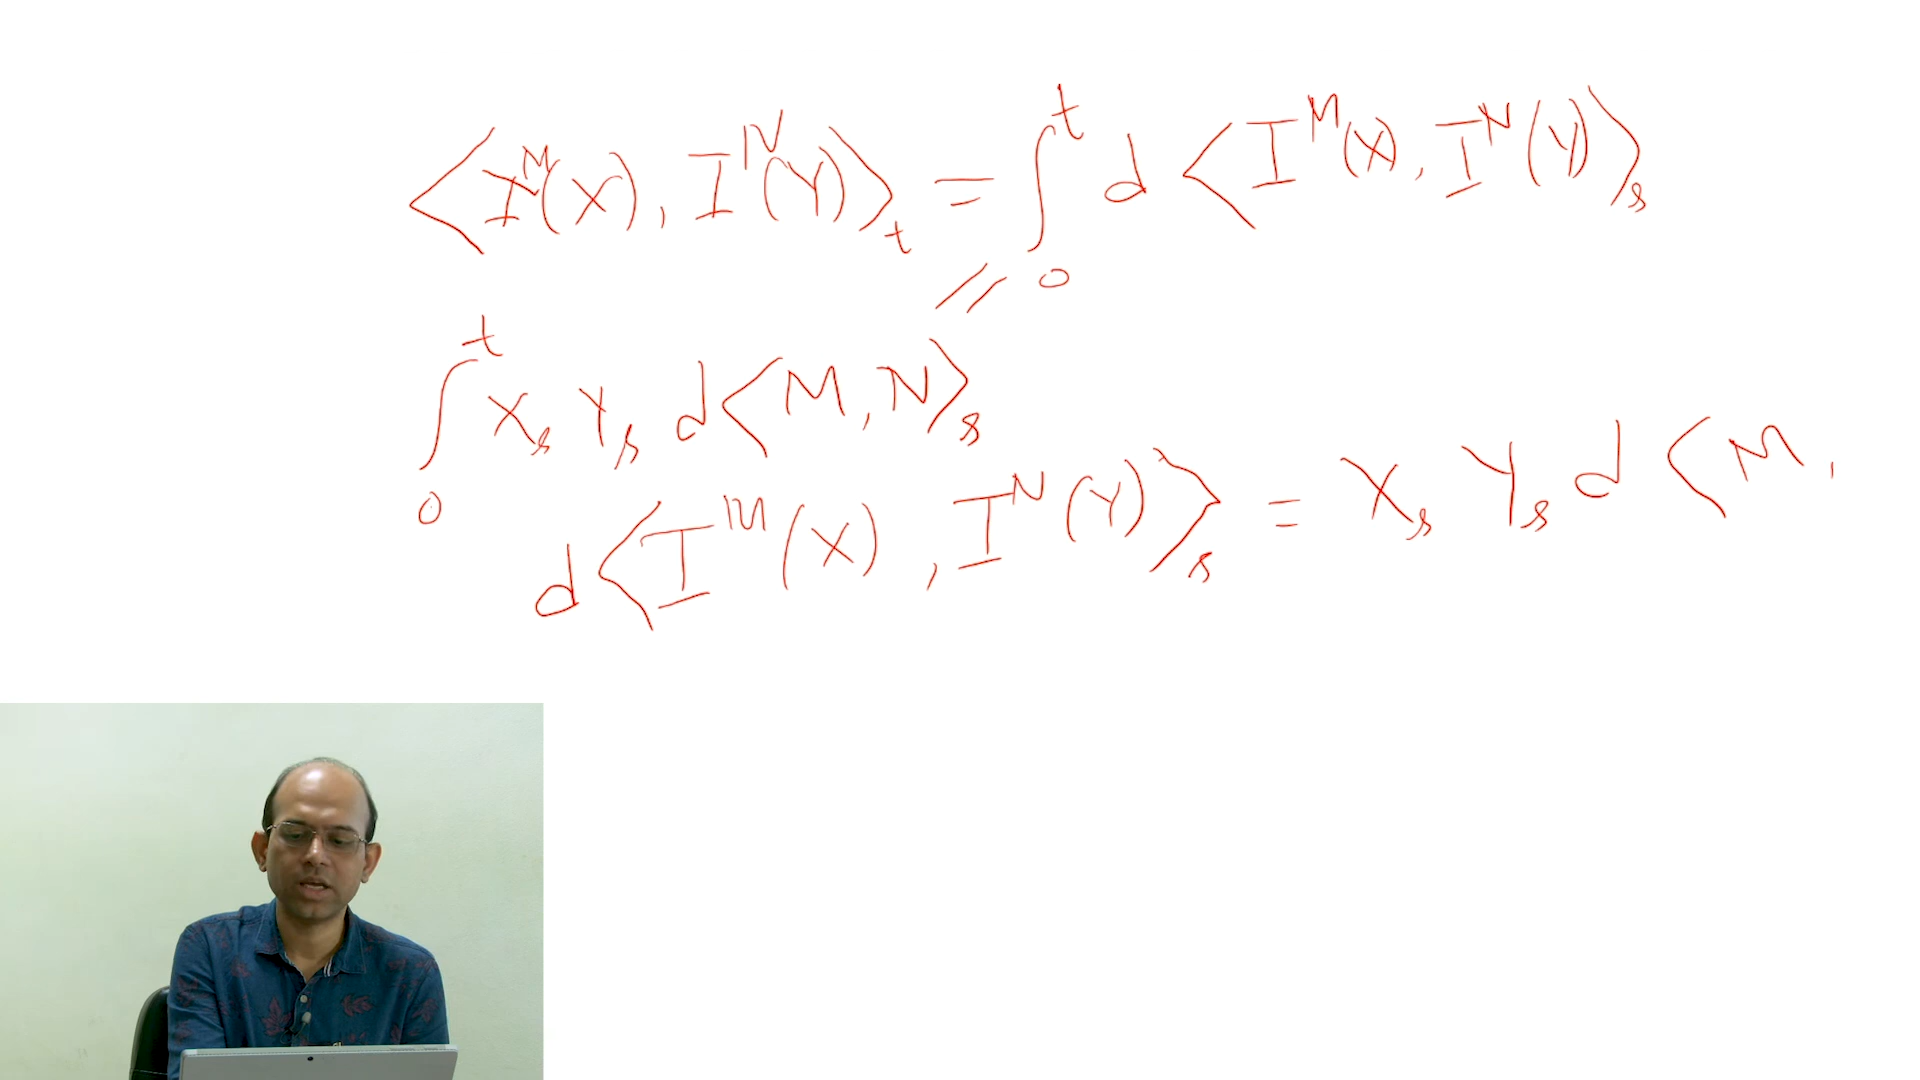 ⟨I^M(X), I^N(Y)⟩_t = ∫_0^t d⟨I^M(X), I^N(Y)⟩_s
=
∫_0^t X_s Y_s d⟨M, N⟩_s
d⟨I^M(X), I^N(Y)⟩_s = X_s Y_s d⟨M,